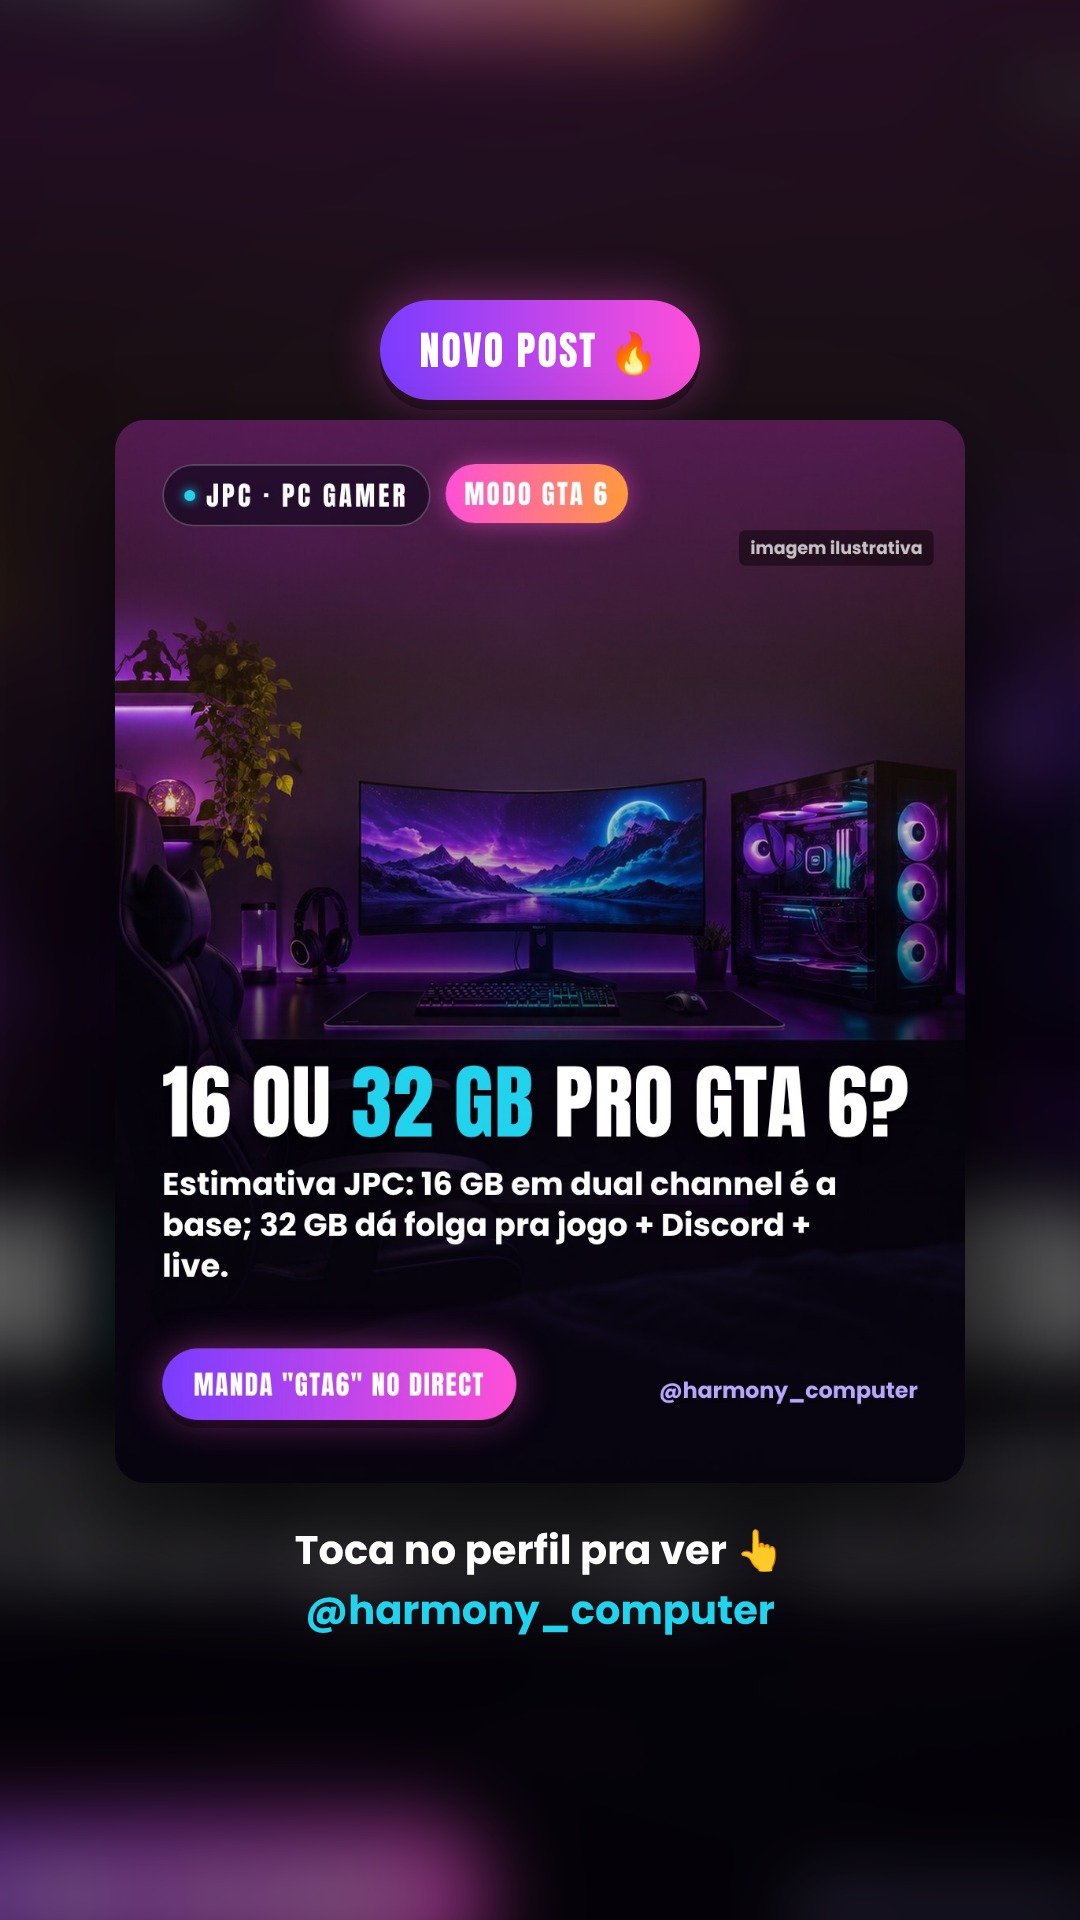 NOVO POST 🔥
JPC · PC GAMER
MODO GTA 6
imagem ilustrativa
16 OU 32 GB PRO GTA 6?
Estimativa JPC: 16 GB em dual channel é a
base; 32 GB dá folga pra jogo + Discord +
live.
MANDA "GTA6" NO DIRECT
@harmony_computer
Toca no perfil pra ver 👆
@harmony_computer